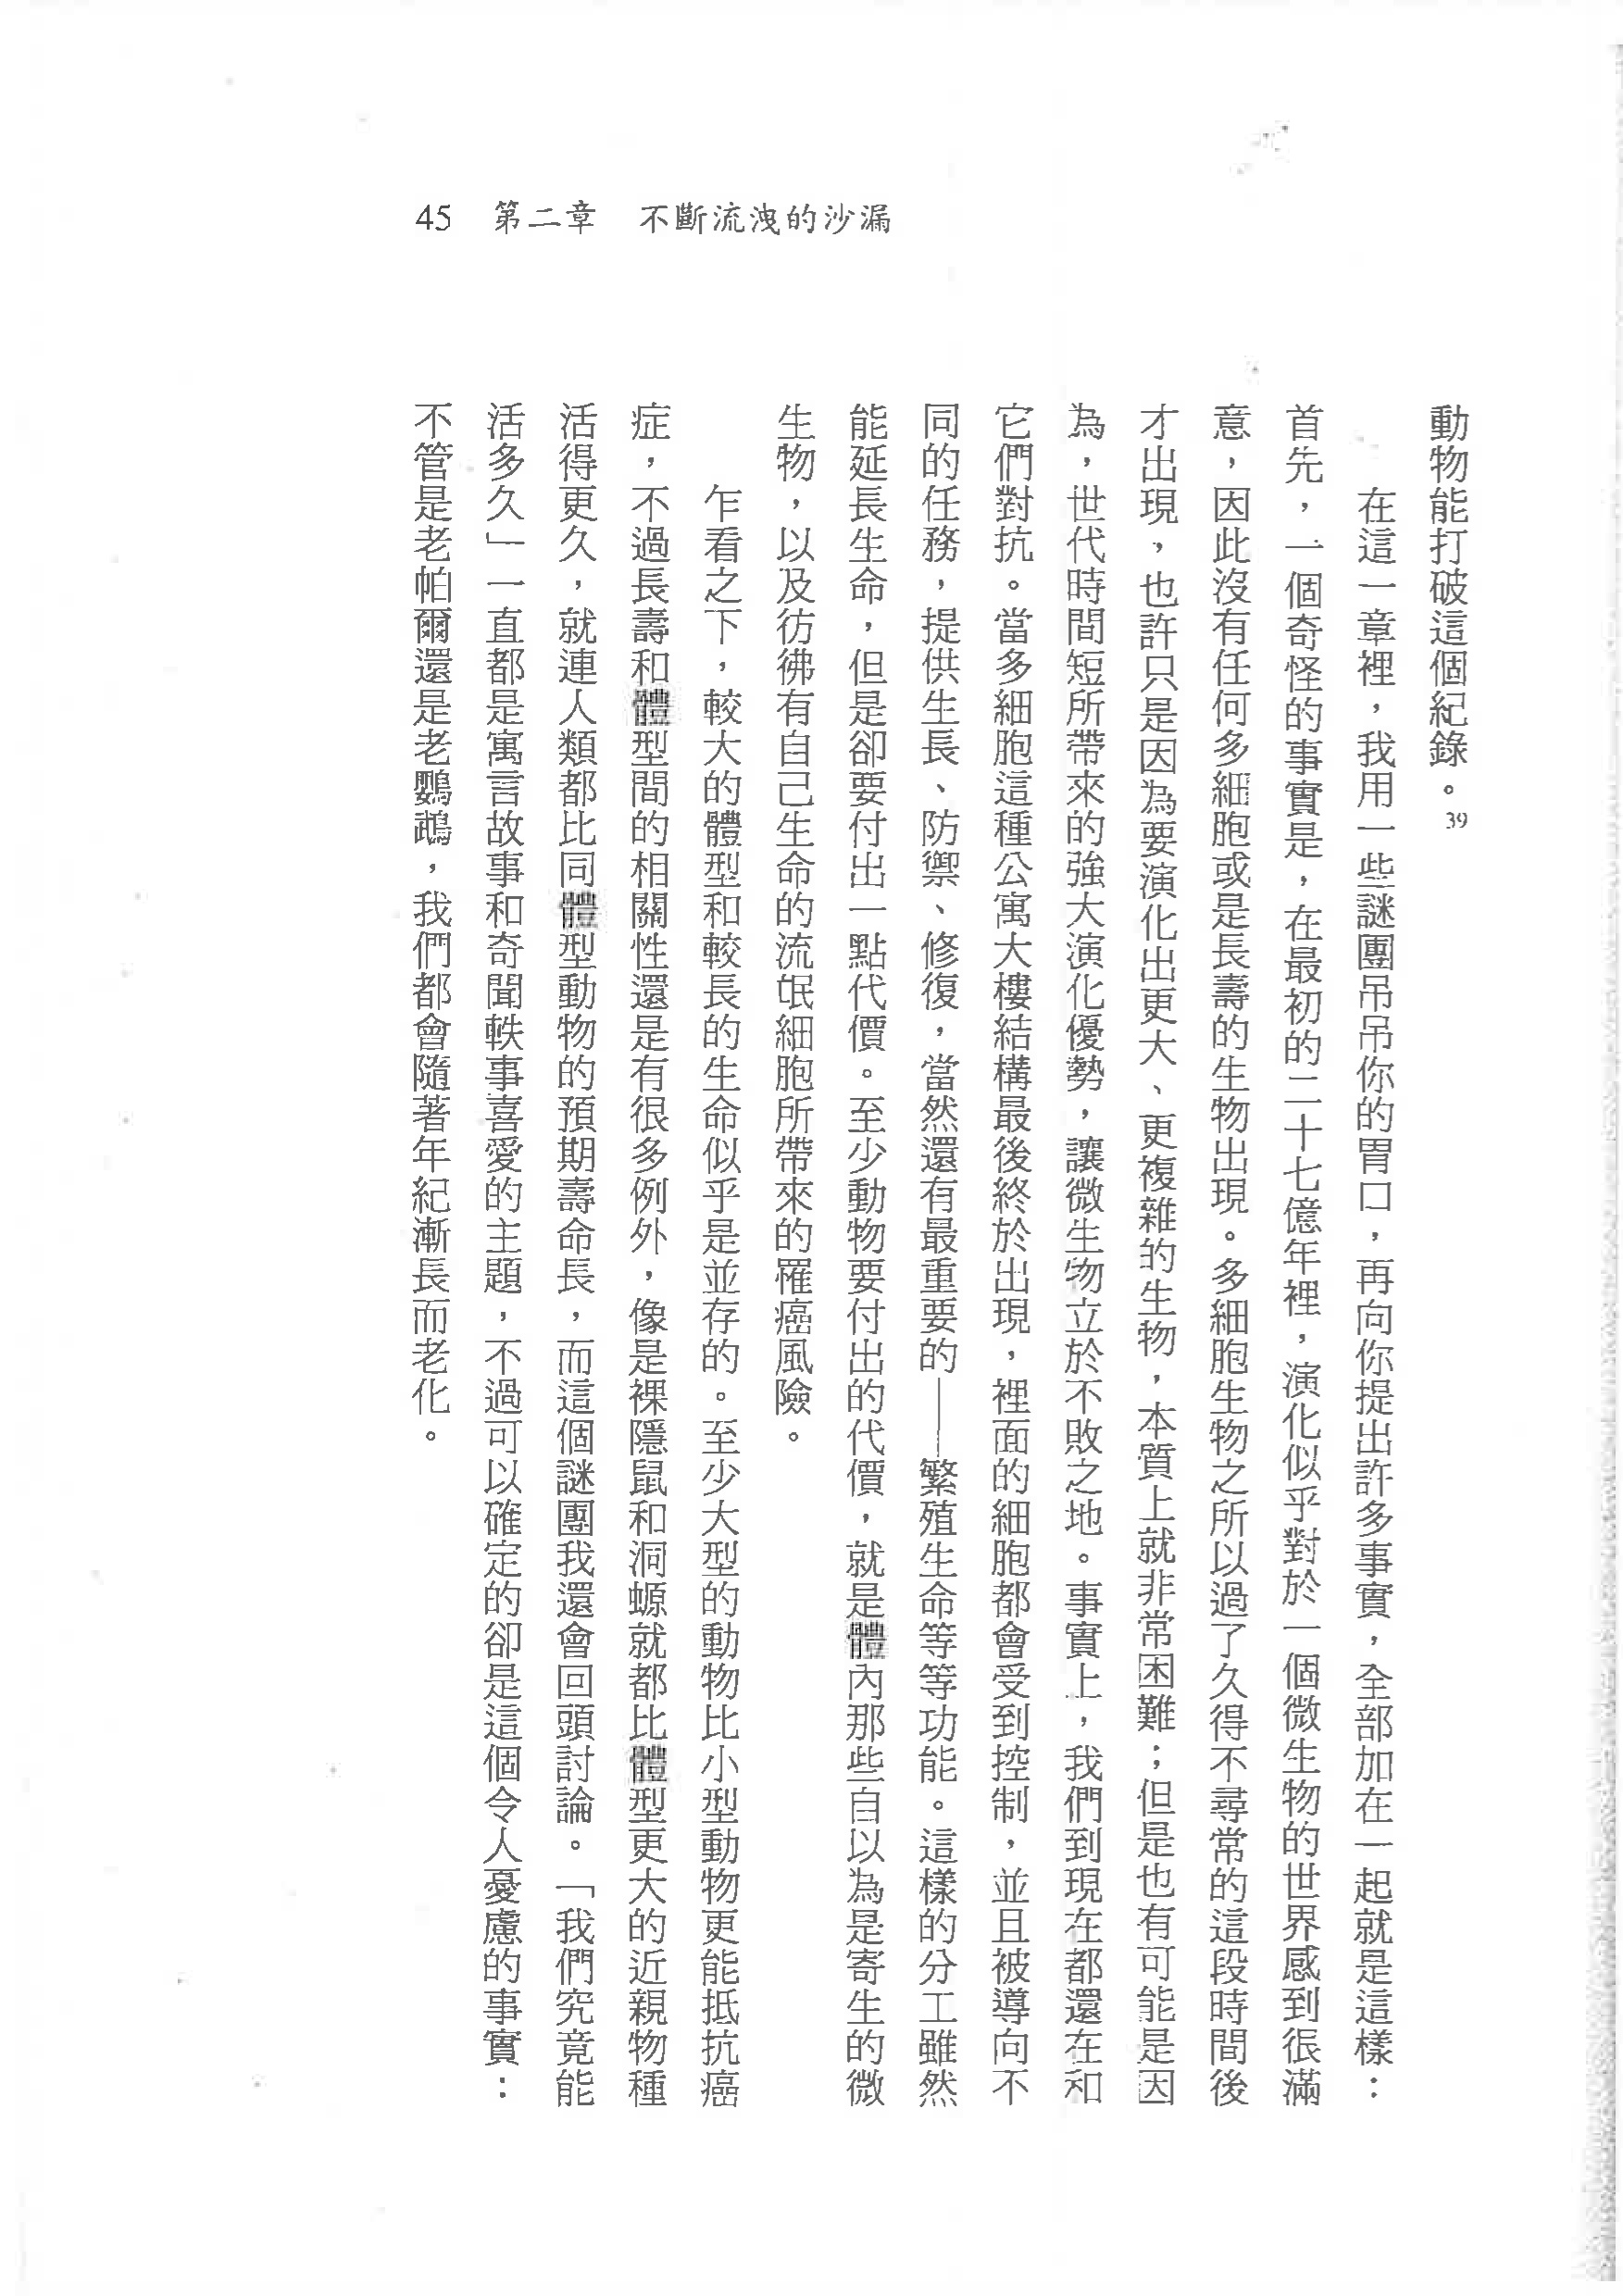 45 第二章 不斷流洩的沙漏
動物能打破這個紀錄。39
在這一章裡，我用一些謎團吊吊你的胃口，再向你提出許多事實，全部加在一起就是這樣：
首先，一個奇怪的事實是，在最初的二十七億年裡，演化似乎對於一個微生物的世界感到很滿
意，因此沒有任何多細胞或是長壽的生物出現。多細胞生物之所以過了久得不尋常的這段時間後
才出現，也許只是因為要演化出更大、更複雜的生物，本質上就非常困難；但是也有可能是因
為，世代時間短所帶來的強大演化優勢，讓微生物立於不敗之地。事實上，我們到現在都還在和
它們對抗。當多細胞這種公寓大樓結構最後終於出現，裡面的細胞都會受到控制，並且被導向不
同的任務，提供生長、防禦、修復，當然還有最重要的——繁殖生命等等功能。這樣的分工雖然
能延長生命，但是卻要付出一點代價。至少動物要付出的代價，就是體內那些自以為是寄生的微
生物，以及彷彿有自己生命的流氓細胞所帶來的罹癌風險。
乍看之下，較大的體型和較長的生命似乎是並存的。至少大型的動物比小型動物更能抵抗癌
症，不過長壽和體型間的相關性還是有很多例外，像是裸隱鼠和洞螈就都比體型更大的近親物種
活得更久，就連人類都比同體型動物的預期壽命長，而這個謎團我還會回頭討論。「我們究竟能
活多久」一直都是寓言故事和奇聞軼事喜愛的主題，不過可以確定的卻是這個令人憂慮的事實：
不管是老帕爾還是老鸚鵡，我們都會隨著年紀漸長而老化。